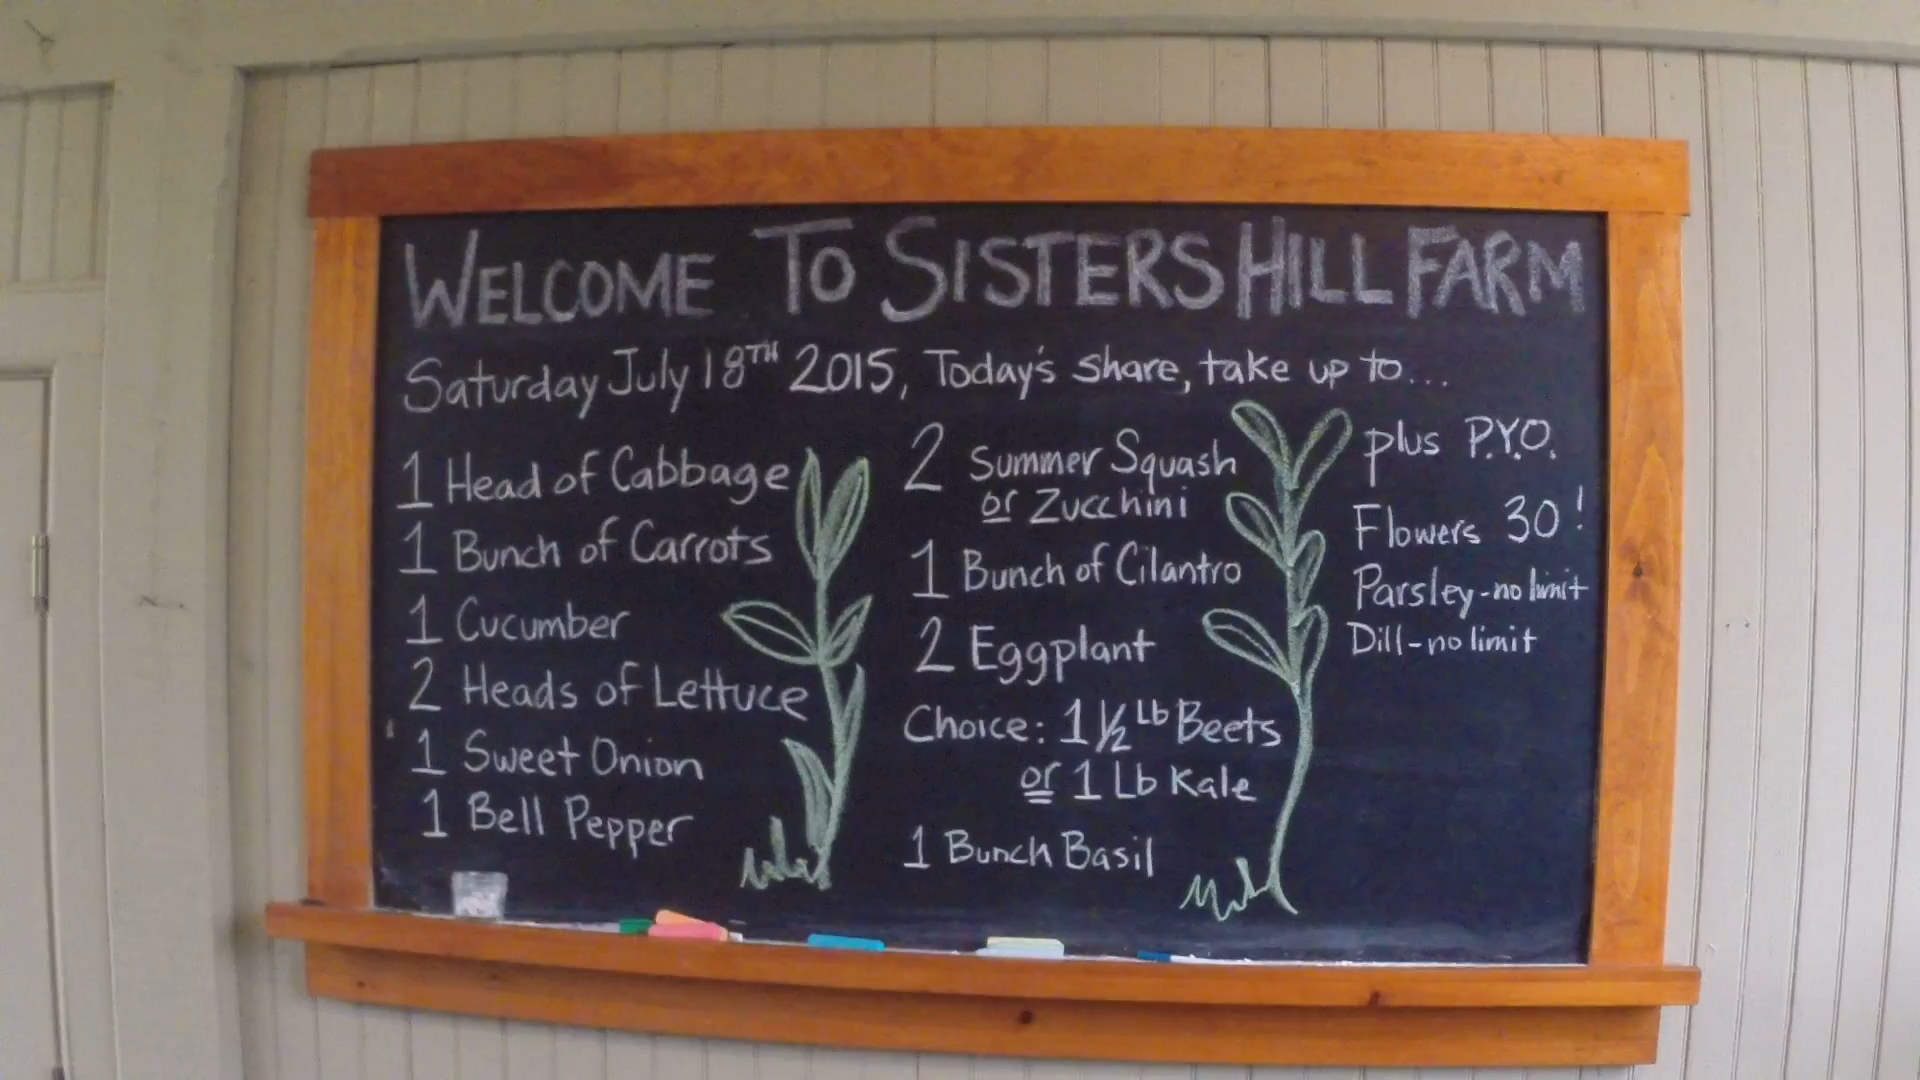 WELCOME TO SISTERS HILL FARM
Saturday July 18TH 2015, Today's share, take up to...
1 Head of Cabbage
1 Bunch of Carrots
1 Cucumber
2 Heads of Lettuce
1 Sweet Onion
1 Bell Pepper
2 Summer Squash
or Zucchini
1 Bunch of Cilantro
2 Eggplant
Choice: 1 1/2 Lb Beets
or 1 Lb Kale
1 Bunch Basil
plus P.Y.O.
Flowers 30!
Parsley - no limit
Dill - no limit